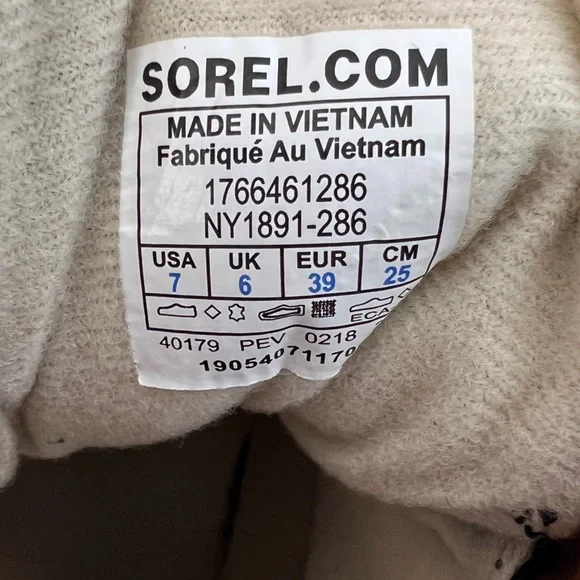 SOREL.COM
MADE IN VIETNAM
Fabriqué Au Vietnam
1766461286
NY1891-286
USA UK EUR CM
7 6 39 25
40179 PEV 0218